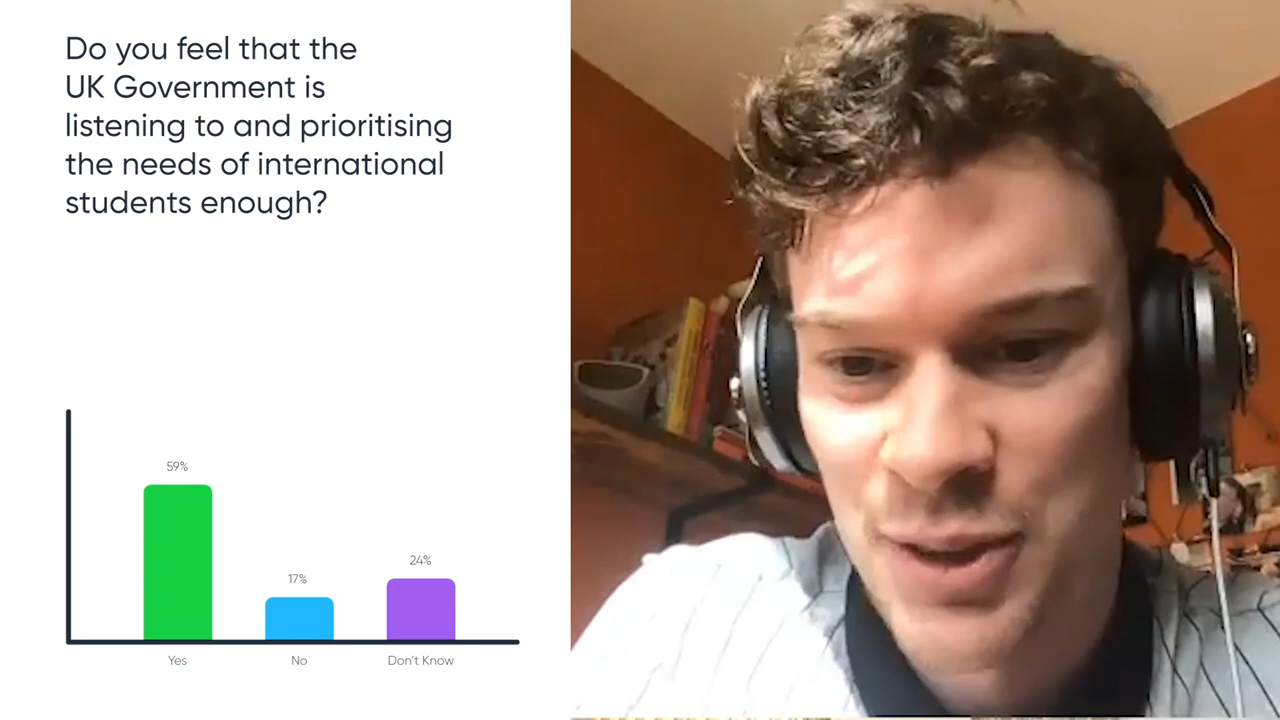 Do you feel that the
UK Government is
listening to and prioritising
the needs of international
students enough?
59%
17%
24%
Yes
No
Don't Know